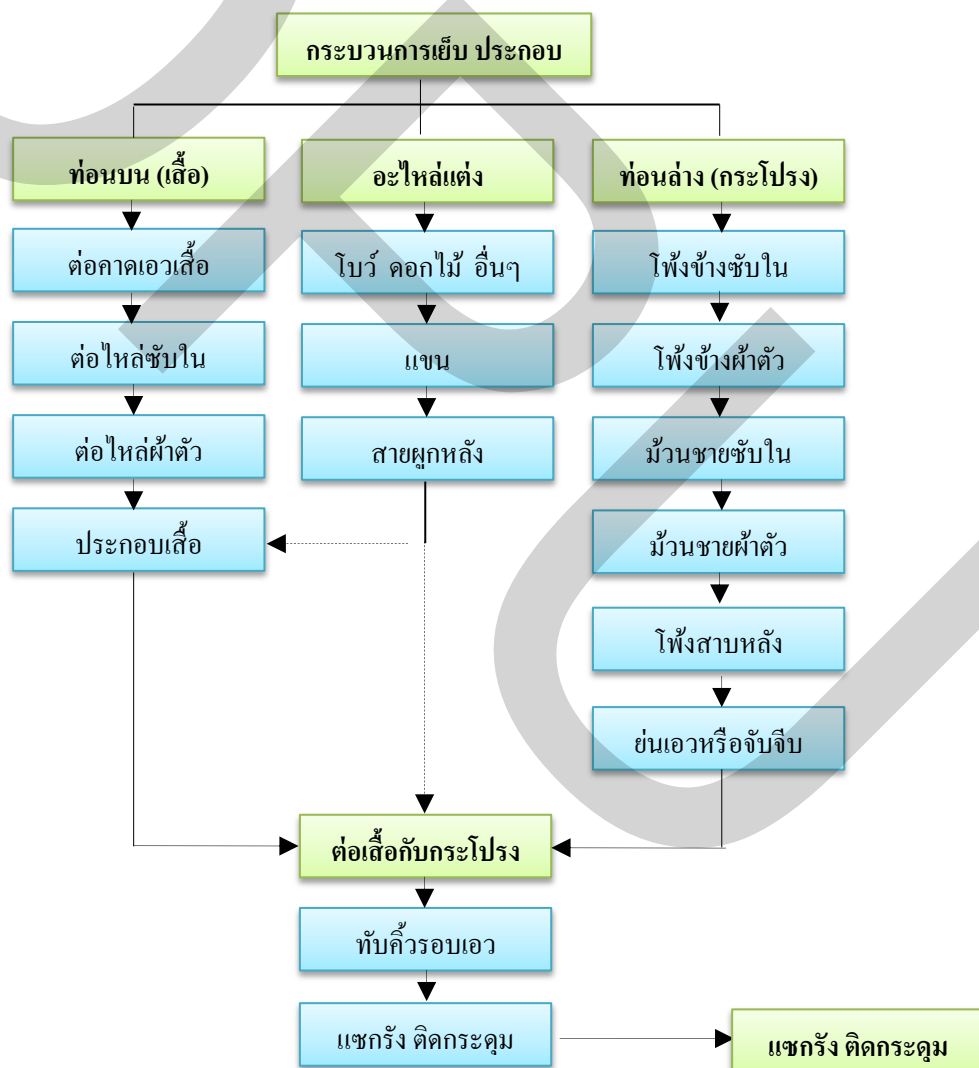 กระบวนการเย็บ ประกอบ
ท่อนบน (เสื้อ)
ต่อคาดเอวเสื้อ
ต่อไหล่ซับใน
ต่อไหล่ผ้าตัว
ประกอบเสื้อ
อะไหล่แต่ง
โบว์ ดอกไม้ อื่นๆ
แขน
สายผูกหลัง
ท่อนล่าง (กระโปรง)
โพ้งข้างซับใน
โพ้งข้างผ้าตัว
ม้วนชายซับใน
ม้วนชายผ้าตัว
โพ้งสาบหลัง
ย่นเอวหรือจับจีบ
ต่อเสื้อกับกระโปรง
ทับคิ้วรอบเอว
แซกรัง ติดกระดุม
แซกรัง ติดกระดุม